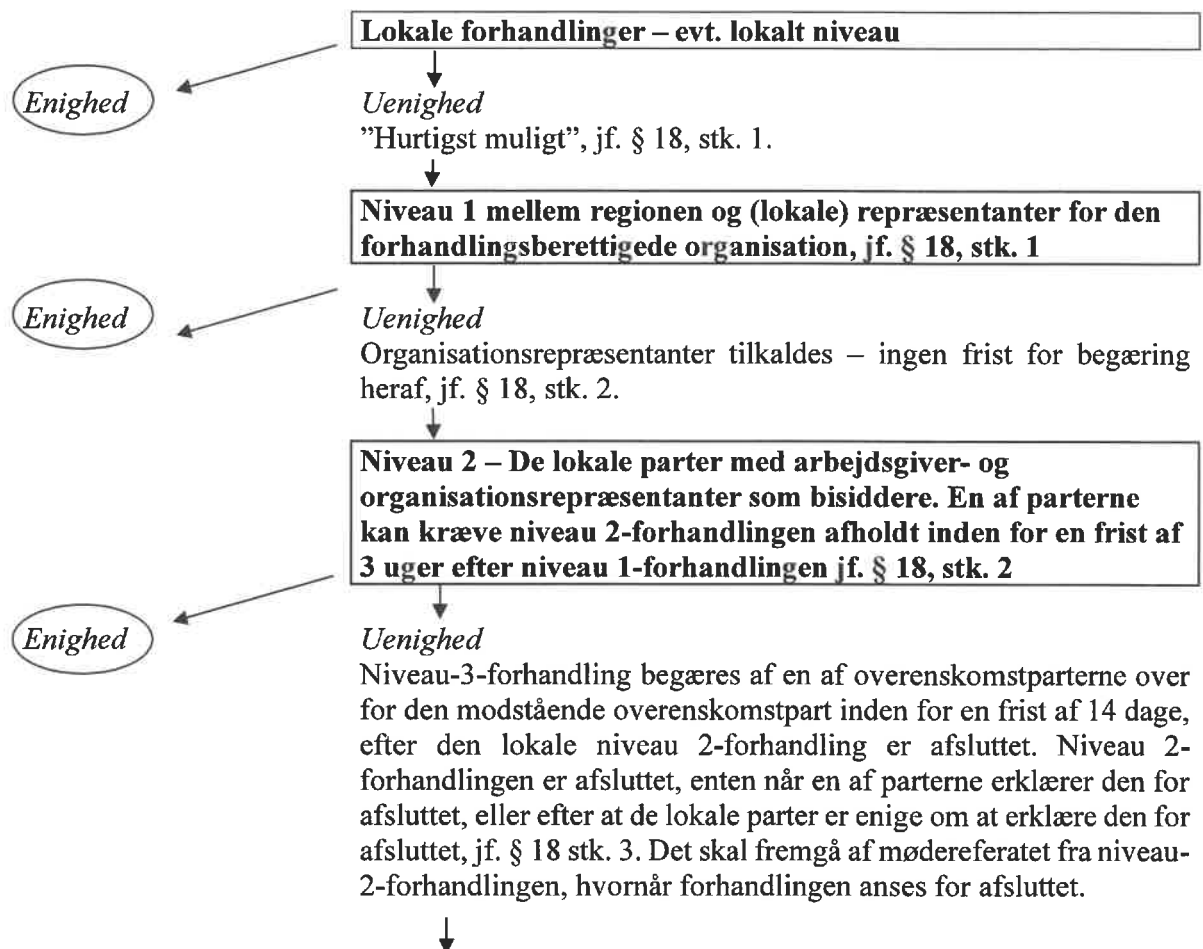 Lokale forhandlinger – evt. lokalt niveau
Enighed
Uenighed
”Hurtigst muligt”, jf. § 18, stk. 1.
Niveau 1 mellem regionen og (lokale) repræsentanter for den
forhandlingsberettigede organisation, jf. § 18, stk. 1
Enighed
Uenighed
Organisationsrepræsentanter tilkaldes – ingen frist for begæring
heraf, jf. § 18, stk. 2.
Niveau 2 – De lokale parter med arbejdsgiver- og
organisationsrepræsentanter som bisiddere. En af parterne
kan kræve niveau 2-forhandlingen afholdt inden for en frist af
3 uger efter niveau 1-forhandlingen jf. § 18, stk. 2
Enighed
Uenighed
Niveau-3-forhandling begæres af en af overenskomstparterne over
for den modstående overenskomstpart inden for en frist af 14 dage,
efter den lokale niveau 2-forhandling er afsluttet. Niveau 2-
forhandlingen er afsluttet, enten når en af parterne erklærer den for
afsluttet, eller efter at de lokale parter er enige om at erklære den for
afsluttet, jf. § 18 stk. 3. Det skal fremgå af mødereferatet fra niveau-
2-forhandlingen, hvornår forhandlingen anses for afsluttet.